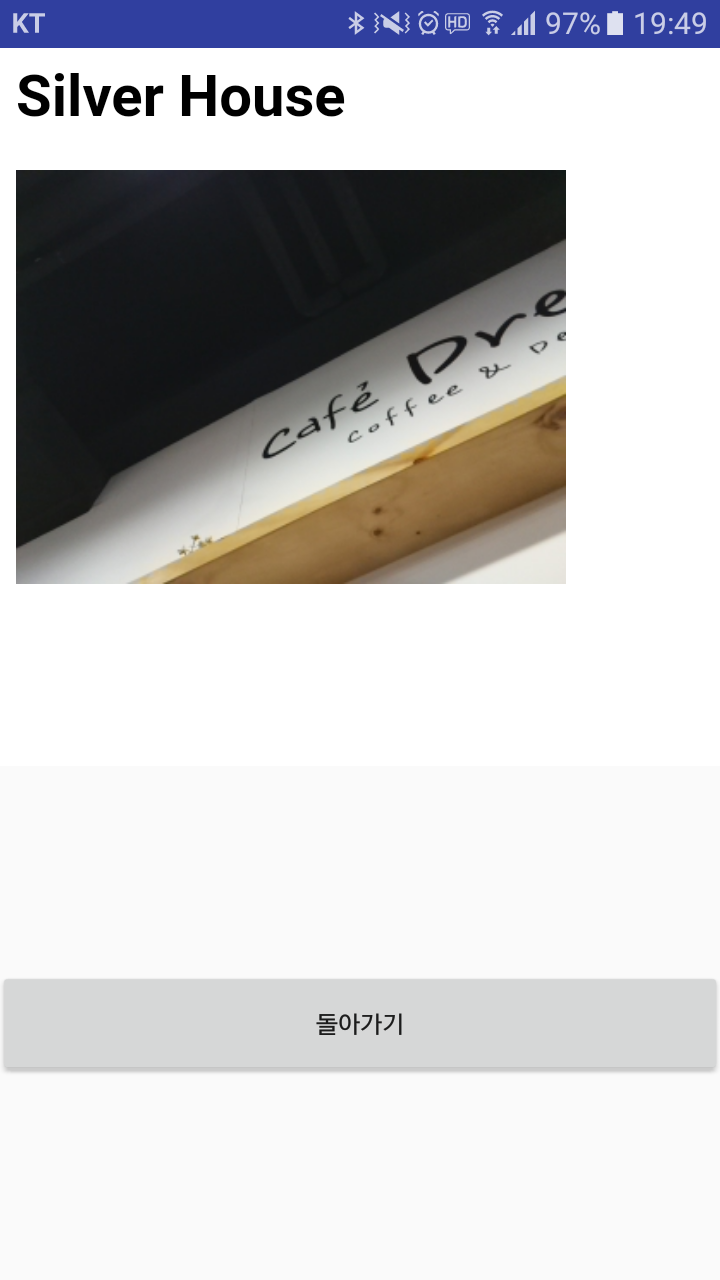 KT 97% 19:49
Silver House
Café
coffee &
돌아가기